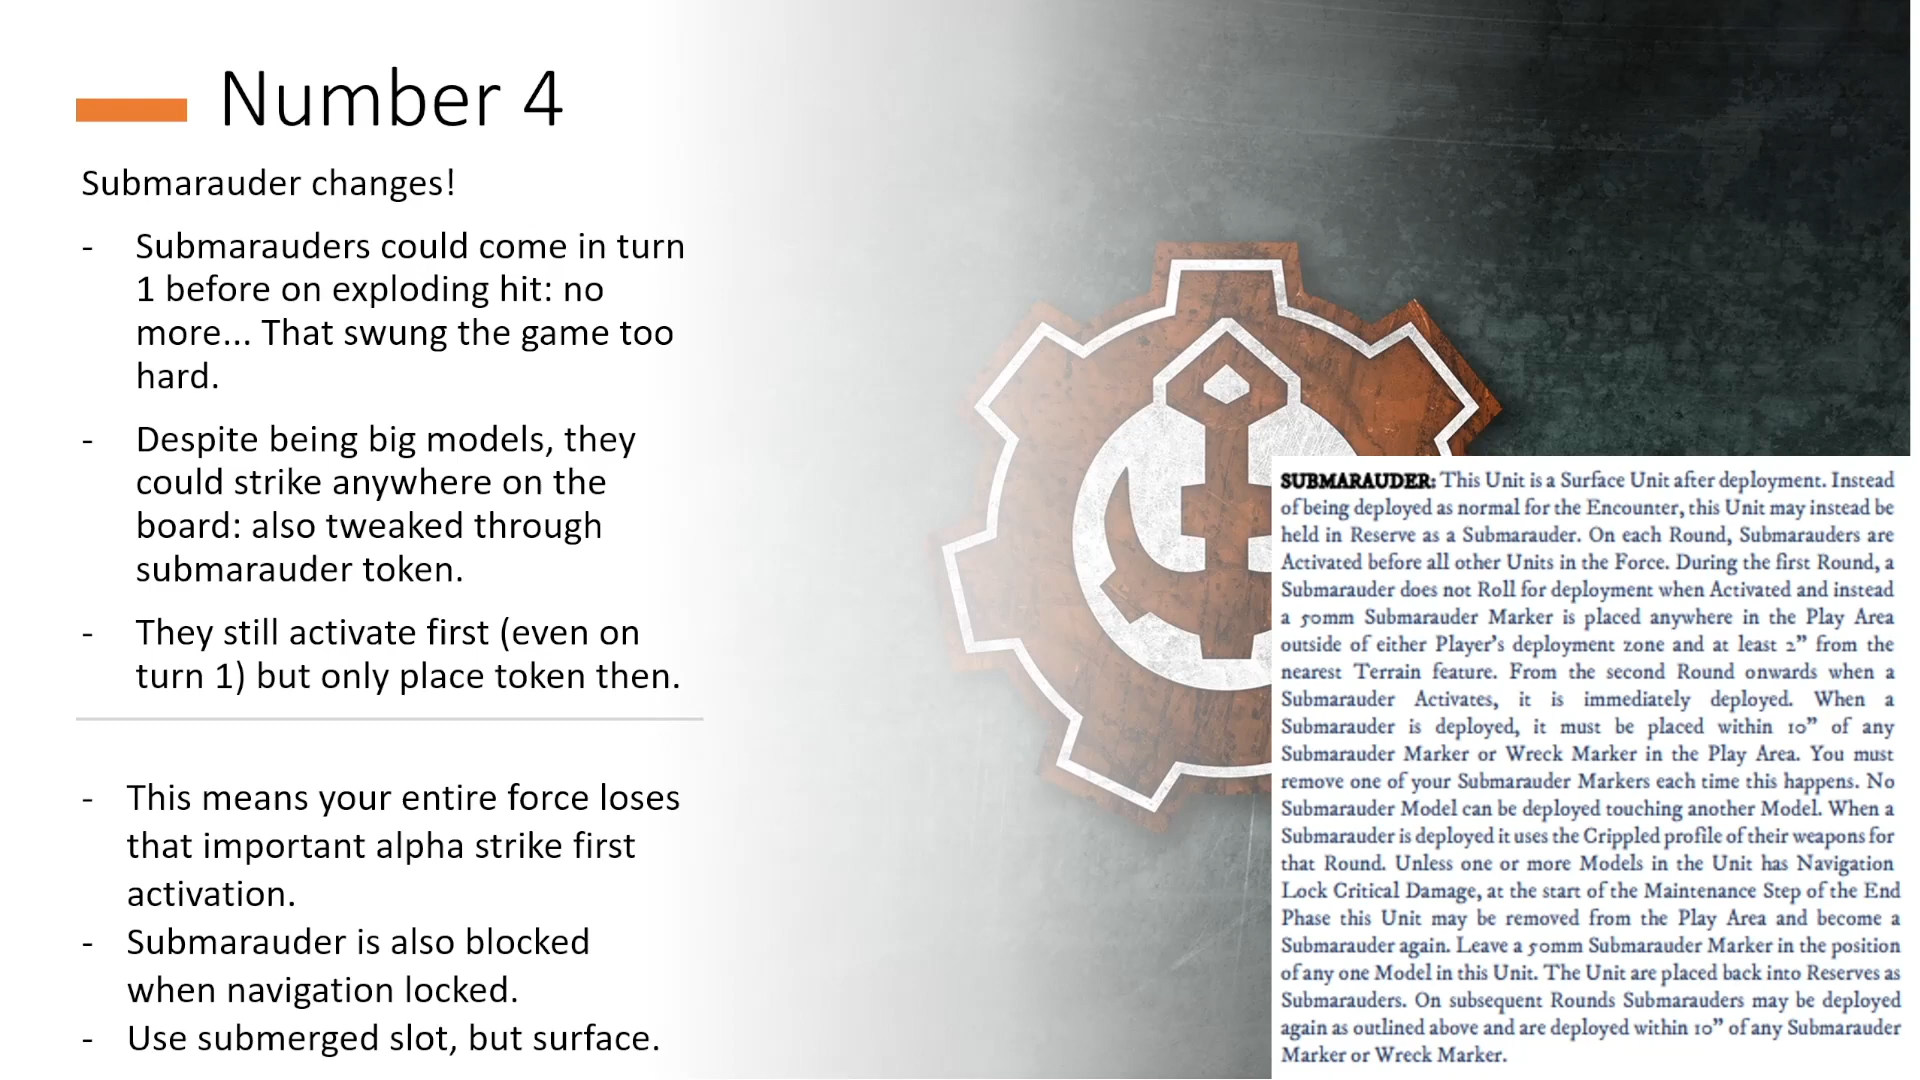 Number 4
Submarauder changes!
- Submarauders could come in turn
1 before on exploding hit: no
more... That swung the game too
hard.
- Despite being big models, they
could strike anywhere on the
board: also tweaked through
submarauder token.
- They still activate first (even on
turn 1) but only place token then.
- This means your entire force loses
that important alpha strike first
activation.
- Submarauder is also blocked
when navigation locked.
- Use submerged slot, but surface.
SUBMARAUDER: This Unit is a Surface Unit after deployment. Instead
of being deployed as normal for the Encounter, this Unit may instead be
held in Reserve as a Submarauder. On each Round, Submarauders are
Activated before all other Units in the Force. During the first Round, a
Submarauder does not Roll for deployment when Activated and instead
a 50mm Submarauder Marker is placed anywhere in the Play Area
outside of either Player's deployment zone and at least 2” from the
nearest Terrain feature. From the second Round onwards when a
Submarauder Activates, it is immediately deployed. When a
Submarauder is deployed, it must be placed within 10” of any
Submarauder Marker or Wreck Marker in the Play Area. You must
remove one of your Submarauder Markers each time this happens. No
Submarauder Model can be deployed touching another Model. When a
Submarauder is deployed it uses the Crippled profile of their weapons for
that Round. Unless one or more Models in the Unit has Navigation
Lock Critical Damage, at the start of the Maintenance Step of the End
Phase this Unit may be removed from the Play Area and become a
Submarauder again. Leave a 50mm Submarauder Marker in the position
of any one Model in this Unit. The Unit are placed back into Reserves as
Submarauders. On subsequent Rounds Submarauders may be deployed
again as outlined above and are deployed within 10” of any Submarauder
Marker or Wreck Marker.